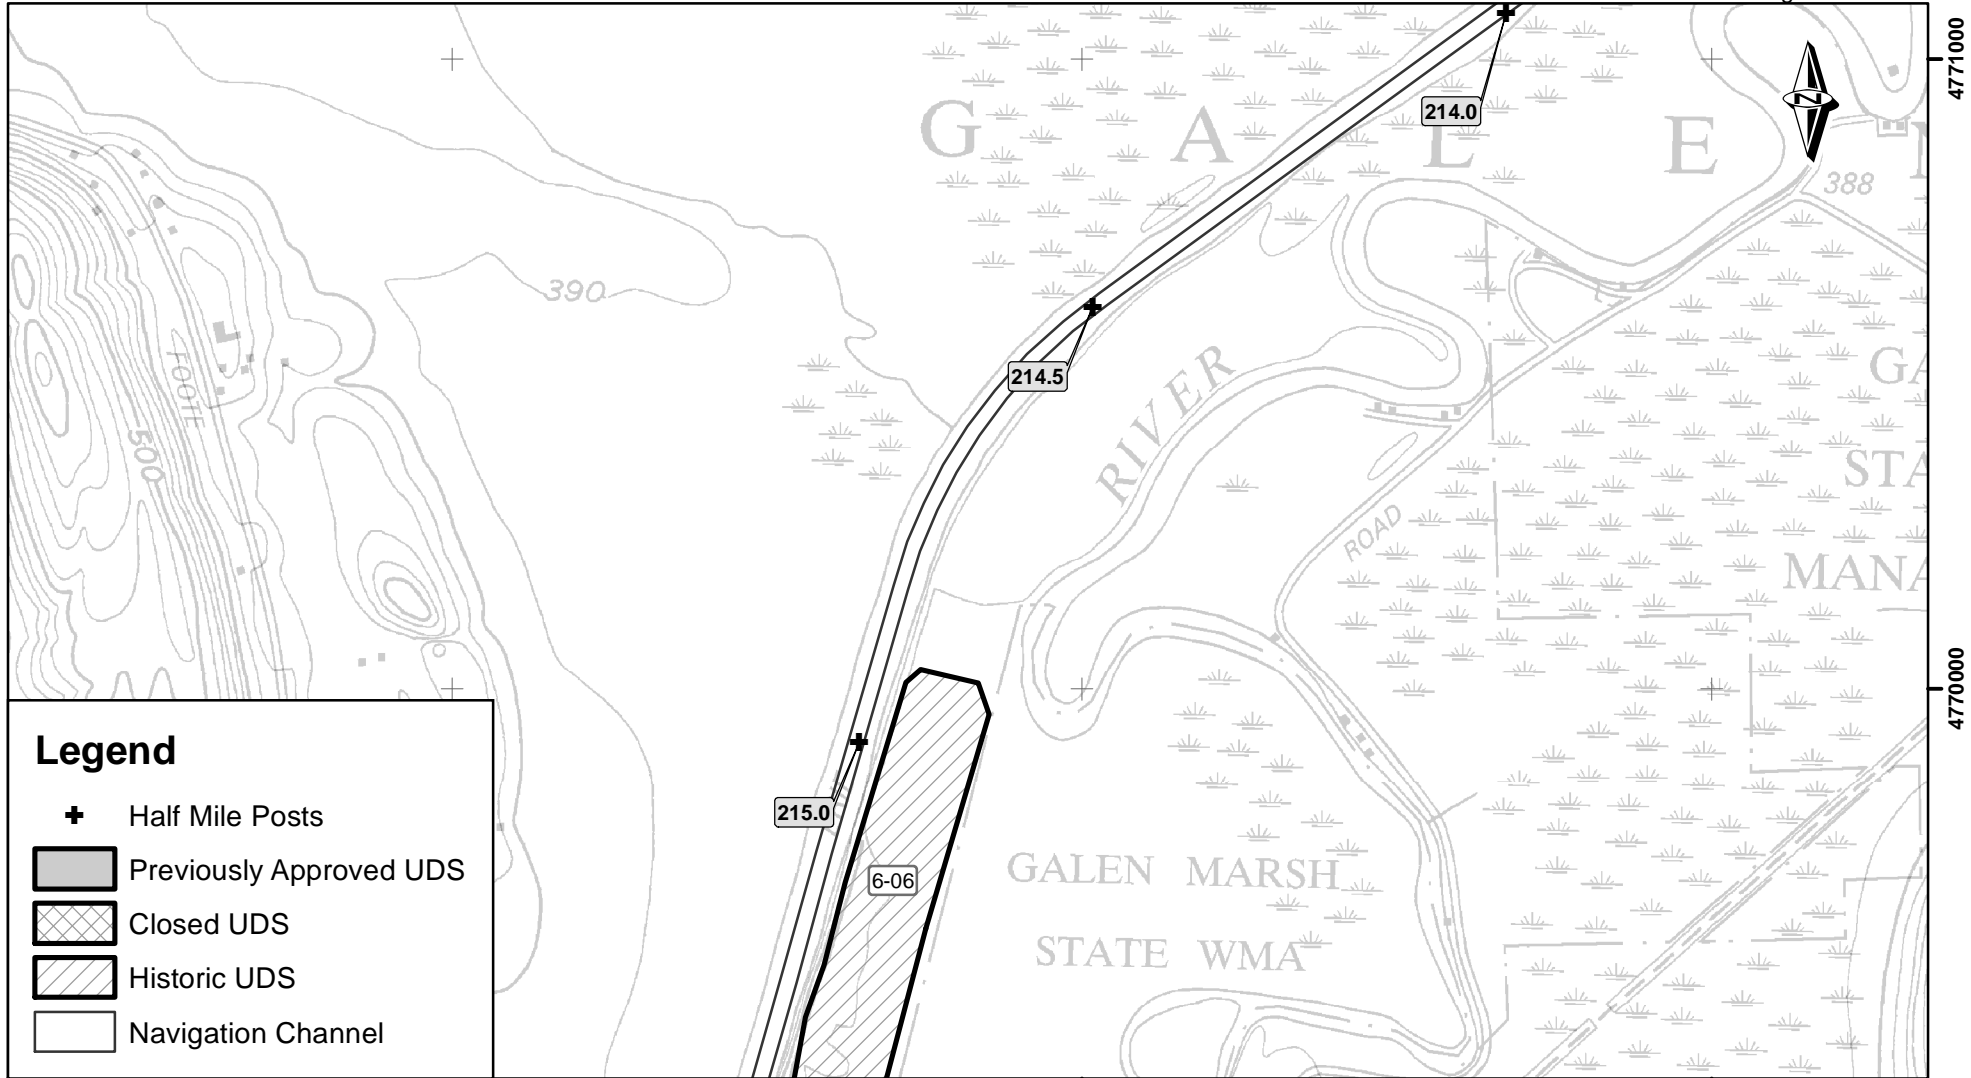 4771000
G A L E
214.0
N
388
390
214.5
FOOTE
500
RIVER
ROAD
GA
STA
MANA
4770000
215.0
6-06
GALEN MARSH
STATE WMA
Legend
Half Mile Posts
Previously Approved UDS
Closed UDS
Historic UDS
Navigation Channel